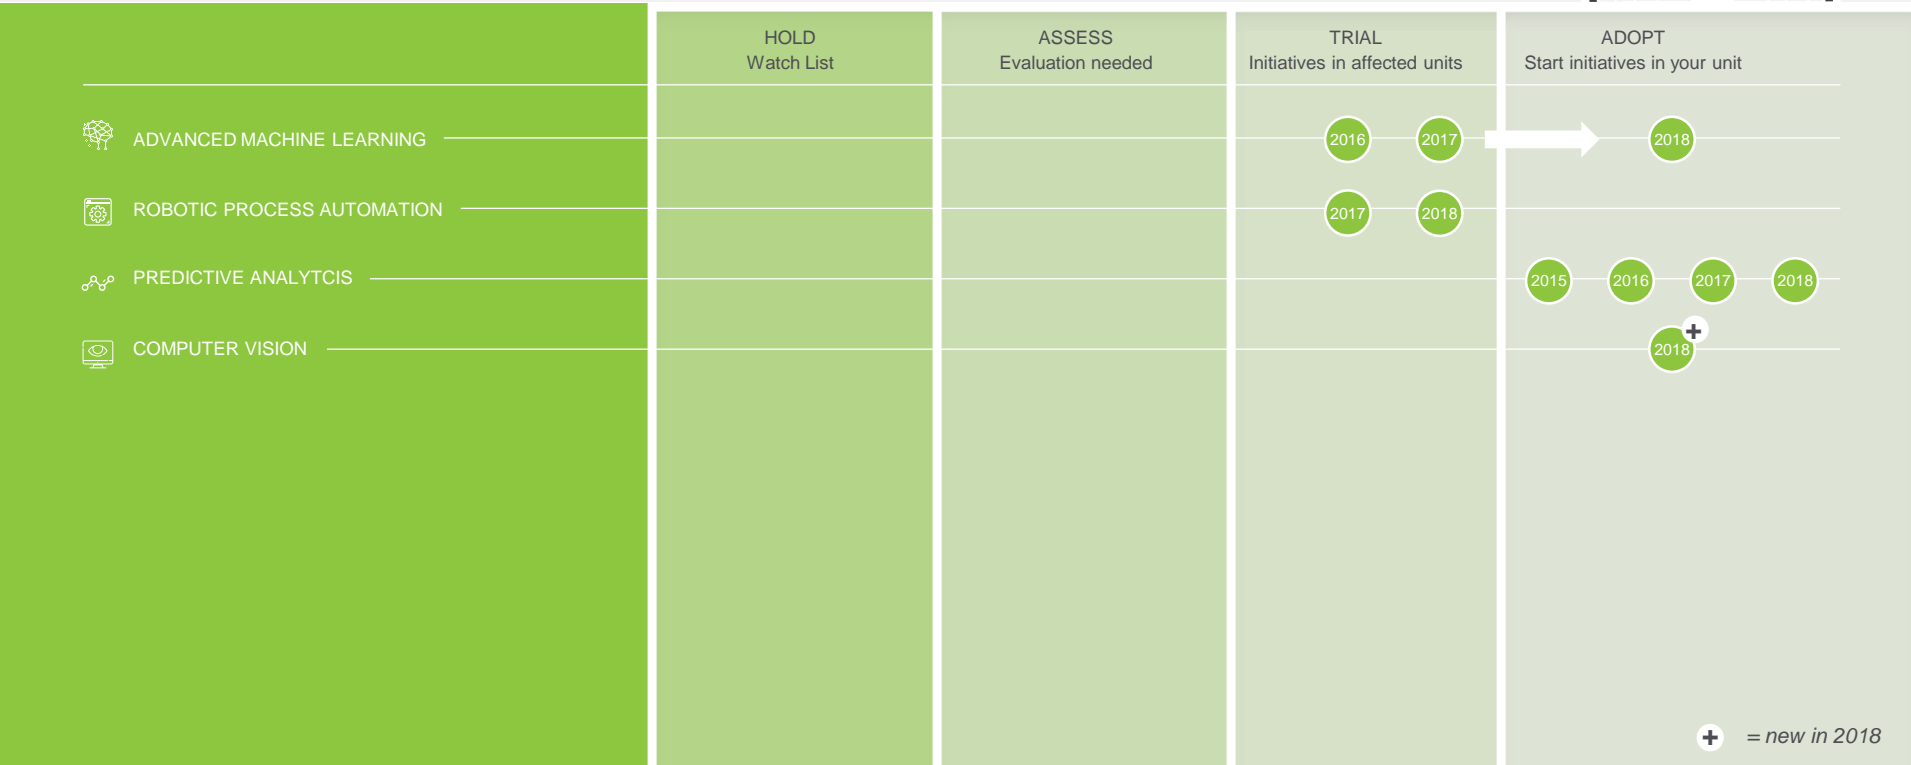 HOLD
Watch List
ASSESS
Evaluation needed
TRIAL
Initiatives in affected units
ADOPT
Start initiatives in your unit
ADVANCED MACHINE LEARNING
2016
2017
2018
ROBOTIC PROCESS AUTOMATION
2017
2018
PREDICTIVE ANALYTCIS
2015
2016
2017
2018
COMPUTER VISION
2018
+
+ = new in 2018